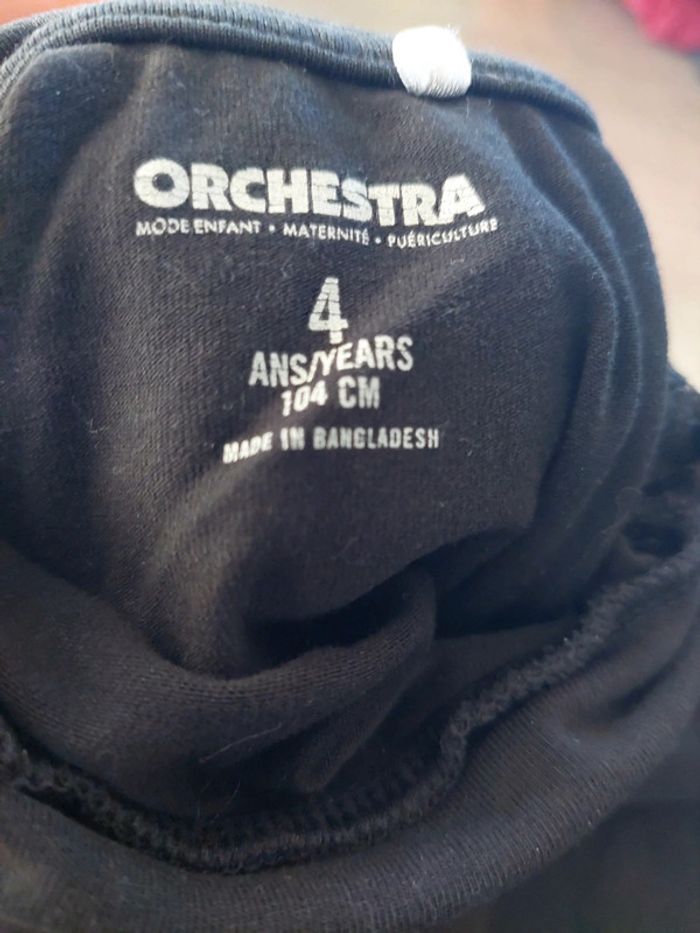 ORCHESTRA
MODE ENFANT • MATERNITÉ • PUÉRICULTURE
4
ANS/YEARS
104 CM
MADE IN BANGLADESH